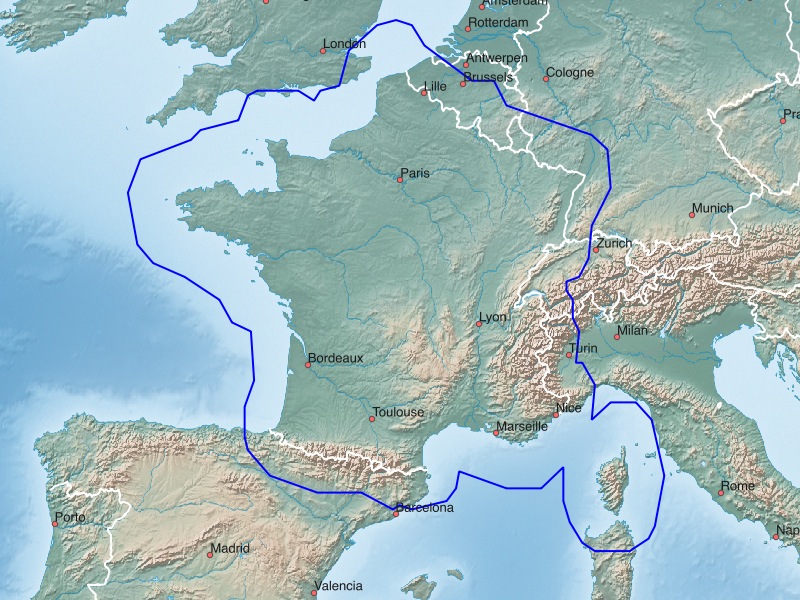 Amsterdam
Rotterdam
London
Antwerpen
Cologne
Brussels
Lille
Pra
Paris
Munich
Zurich
Lyon
Milan
Turin
Bordeaux
Nice
Toulouse
Marseille
Rome
Barcelona
Porto
Nap
Madrid
Valencia